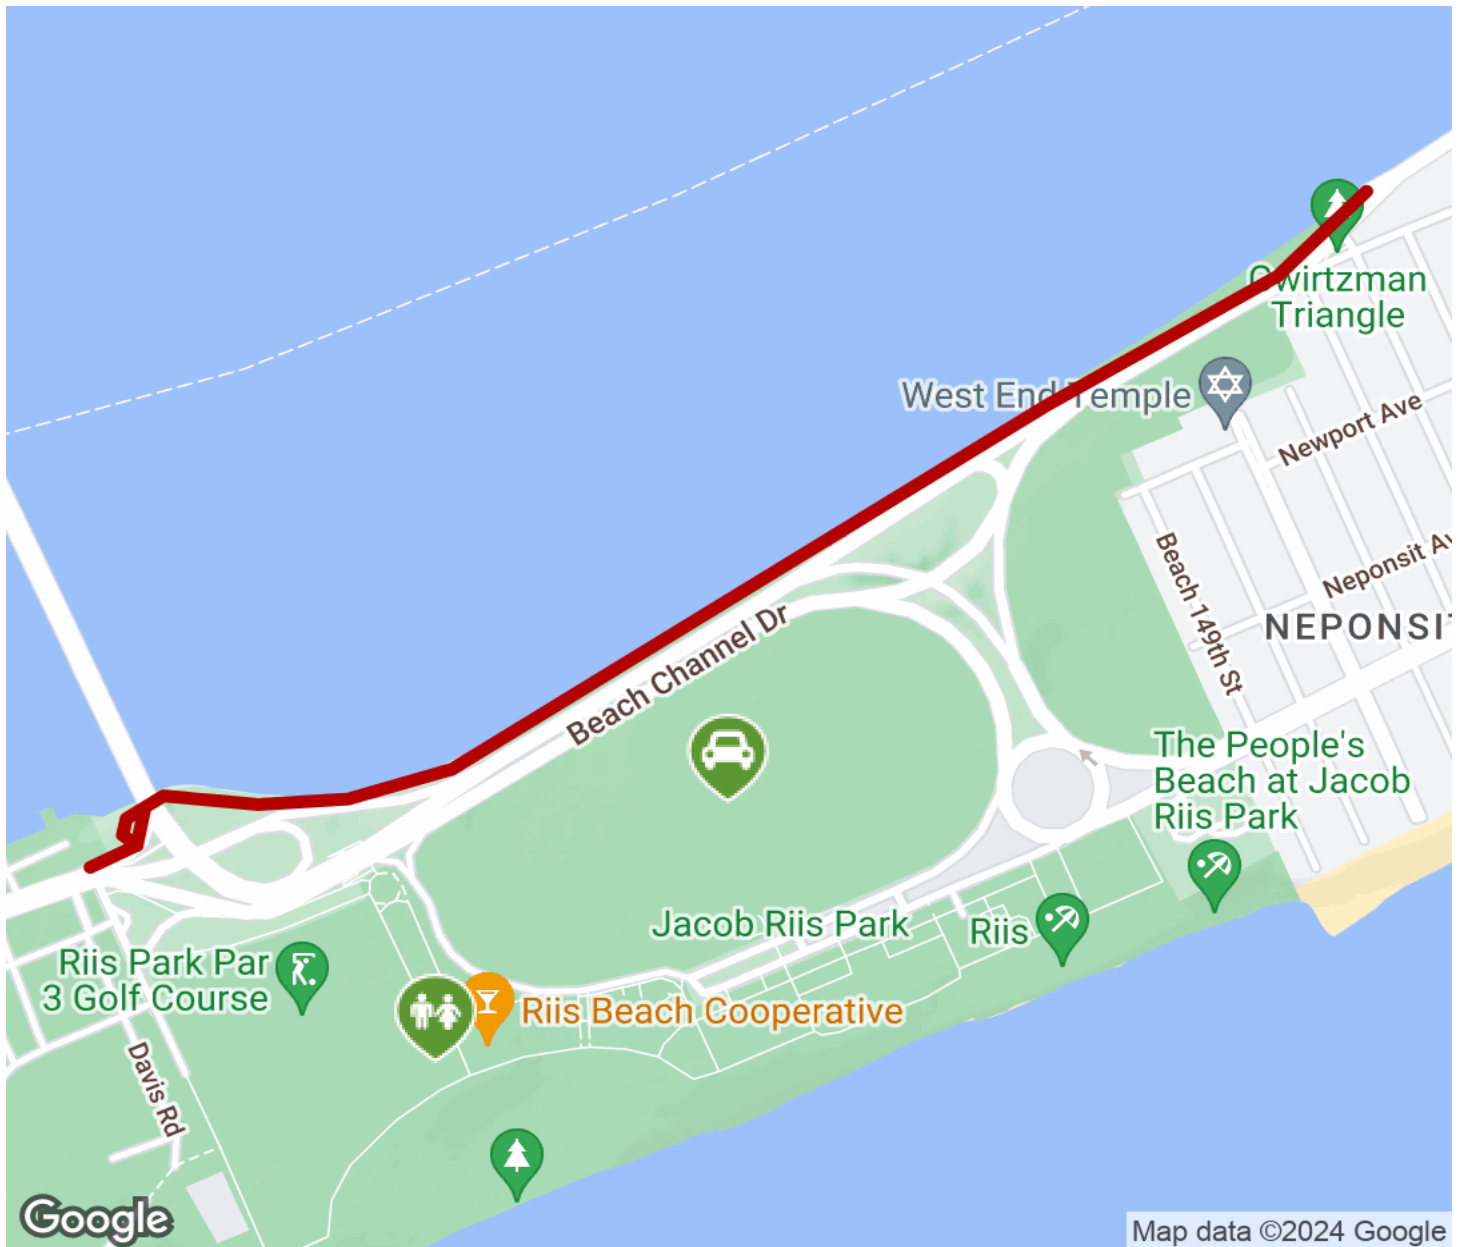 Gwirtzman
Triangle
West End Temple
Newport Ave
Neponsit Av
Beach 149th St
NEPONSIT
Beach Channel Dr
The People's
Beach at Jacob
Riis Park
Jacob Riis Park
Riis
Riis Park Par
3 Golf Course
Riis Beach Cooperative
Davis Rd
Google
Map data ©2024 Google